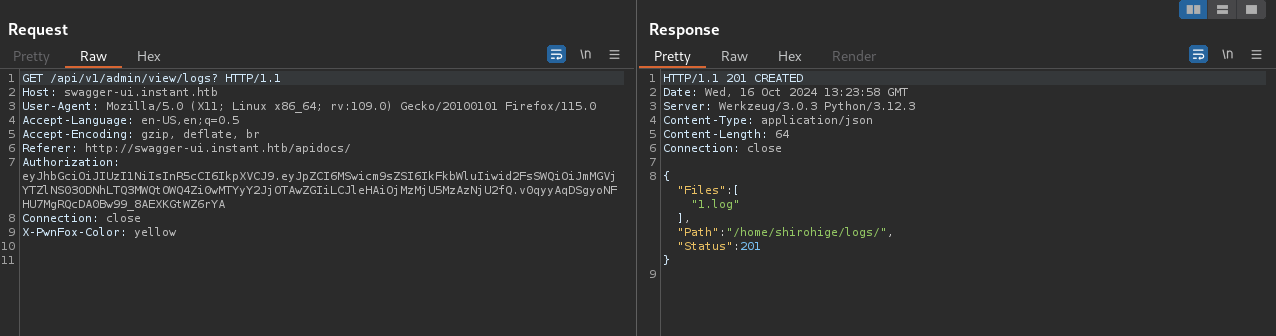 Request
Pretty Raw Hex
\n
1 GET /api/v1/admin/view/logs? HTTP/1.1
2 Host: swagger-ui.instant.htb
3 User-Agent: Mozilla/5.0 (X11; Linux x86_64; rv:109.0) Gecko/20100101 Firefox/115.0
4 Accept-Language: en-US,en;q=0.5
5 Accept-Encoding: gzip, deflate, br
6 Referer: http://swagger-ui.instant.htb/apidocs/
7 Authorization:
eyJhbGciOiJIUzI1NiIsInR5cCI6IkpXVCJ9.eyJpZCI6MSwicm9sZSI6IkFkbWluIiwid2FsSWQiOiJmMGVj
YTZlNS03ODNhLTQ3MWQtOWQ4Zi0wMTYyY2JjOTAwZGIiLCJleHAiOjMzMjU5MzAzNjU2fQ.v0qyyAqDSgyoNF
HU7MgRQcDA0Bw99_8AEXKGtWZ6rYA
8 Connection: close
9 X-PwnFox-Color: yellow
10
11
Response
Pretty Raw Hex Render
\n
1 HTTP/1.1 201 CREATED
2 Date: Wed, 16 Oct 2024 13:23:58 GMT
3 Server: Werkzeug/3.0.3 Python/3.12.3
4 Content-Type: application/json
5 Content-Length: 64
6 Connection: close
7
8 {
"Files":[
"1.log"
],
"Path":"/home/shirohige/logs/",
"Status":201
}
9